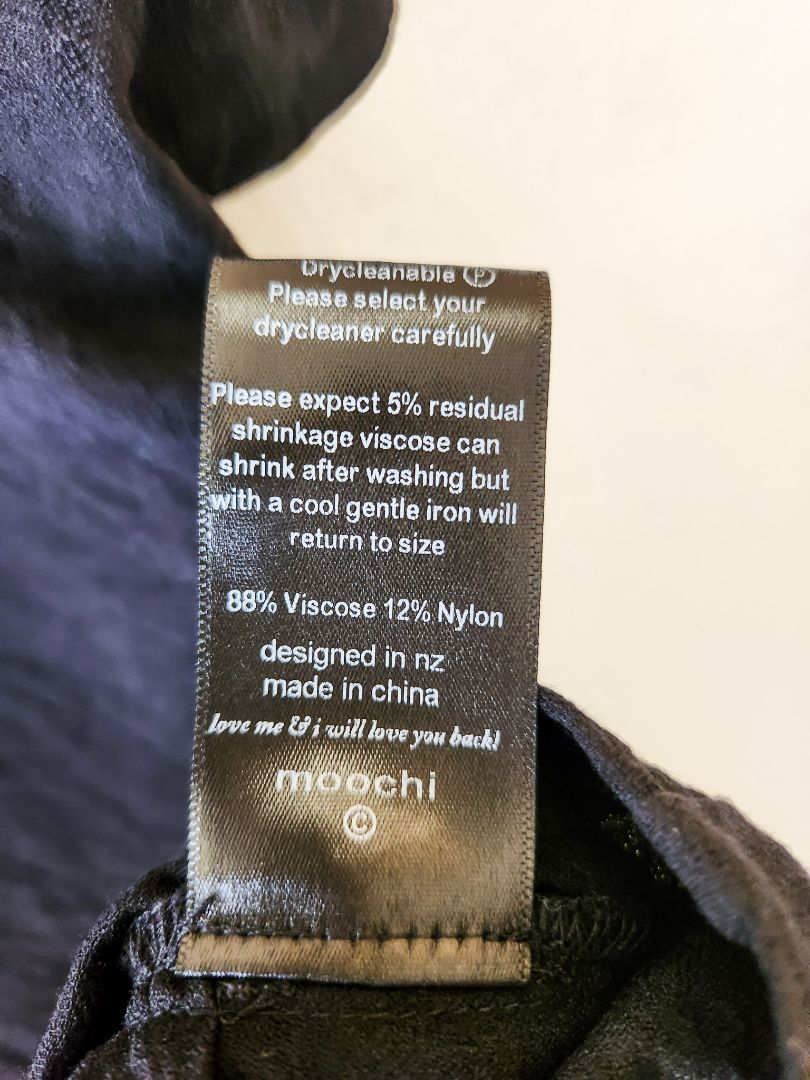 Drycleanable Ⓟ
Please select your
drycleaner carefully
Please expect 5% residual
shrinkage viscose can
shrink after washing but
with a cool gentle iron will
return to size
88% Viscose 12% Nylon
designed in nz
made in china
love me & i will love you back!
moochi
©